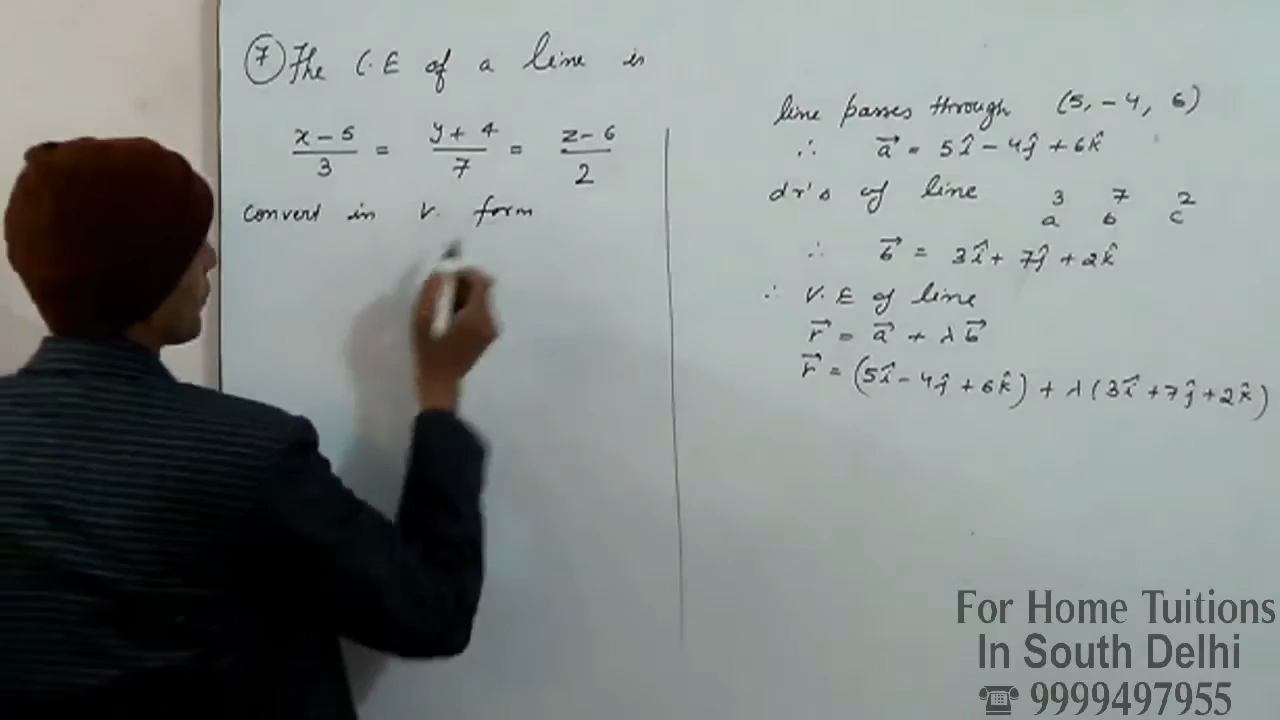 ⑦ The C.E of a line is
x - 5 / 3 = y + 4 / 7 = z - 6 / 2
convert in V. form
line passes through (5, -4, 6)
∴ a⃗ = 5î - 4ĵ + 6k̂
dr's of line 3 7 2
a b c
∴ b⃗ = 3î + 7ĵ + 2k̂
∴ V.E of line
r⃗ = a⃗ + λb⃗
r⃗ = (5î - 4ĵ + 6k̂) + λ(3î + 7ĵ + 2k̂)
For Home Tuitions
In South Delhi
☎ 9999497955